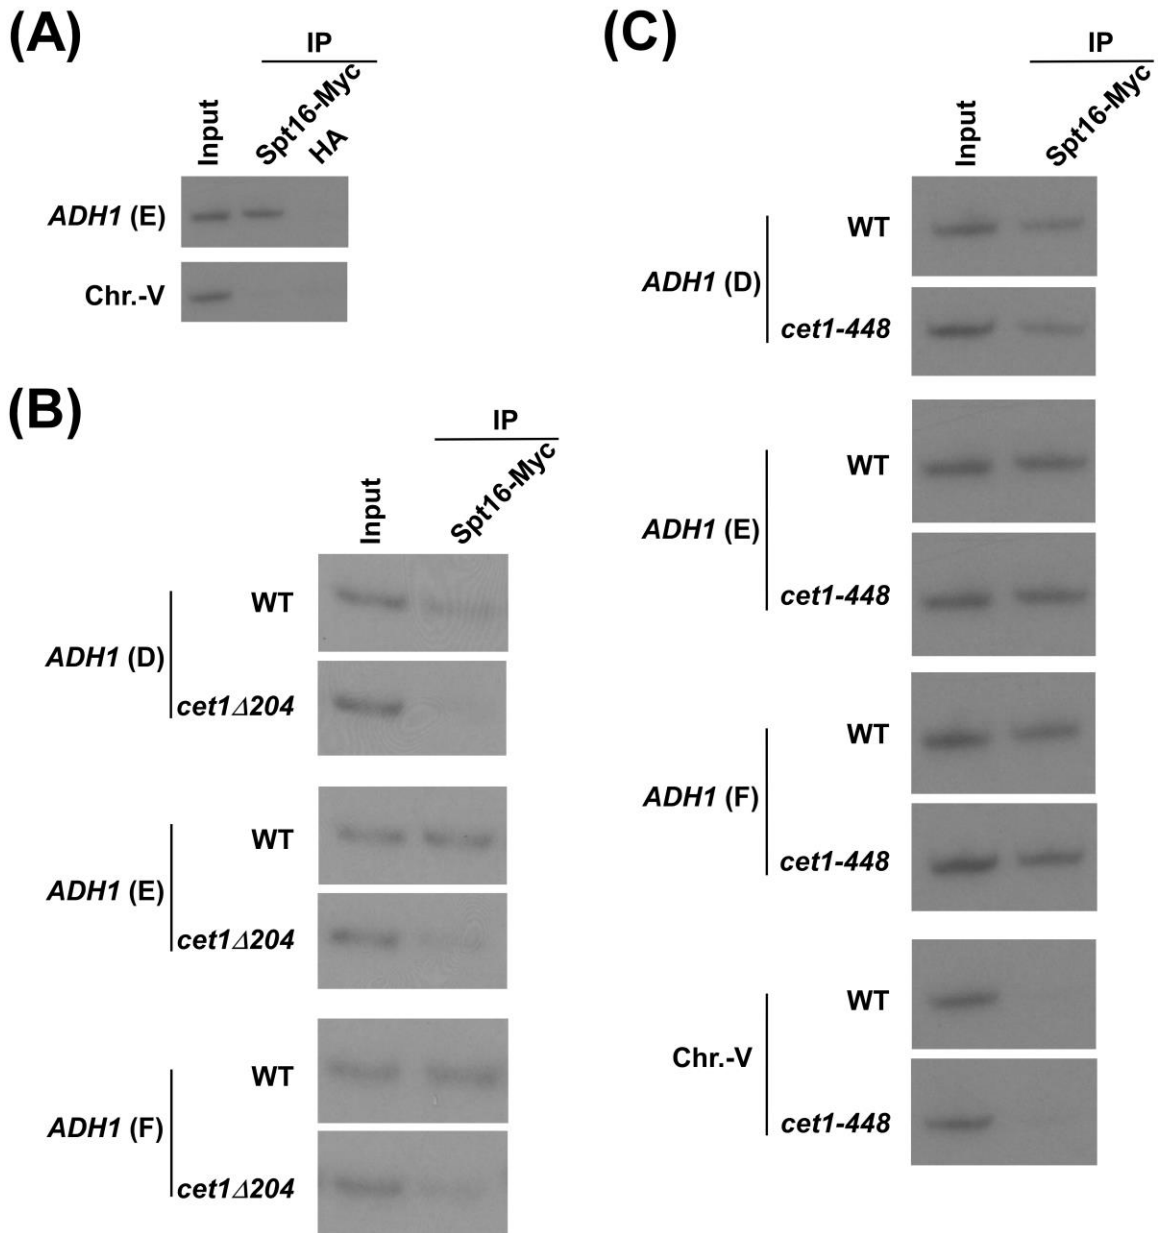 (A)
IP
Input
Spt16-Myc
HA
ADH1 (E)
Chr.-V
(B)
IP
Input
Spt16-Myc
WT
ADH1 (D)
cet1Δ204
WT
ADH1 (E)
cet1Δ204
WT
ADH1 (F)
cet1Δ204
(C)
IP
Input
Spt16-Myc
WT
ADH1 (D)
cet1-448
WT
ADH1 (E)
cet1-448
WT
ADH1 (F)
cet1-448
WT
Chr.-V
cet1-448